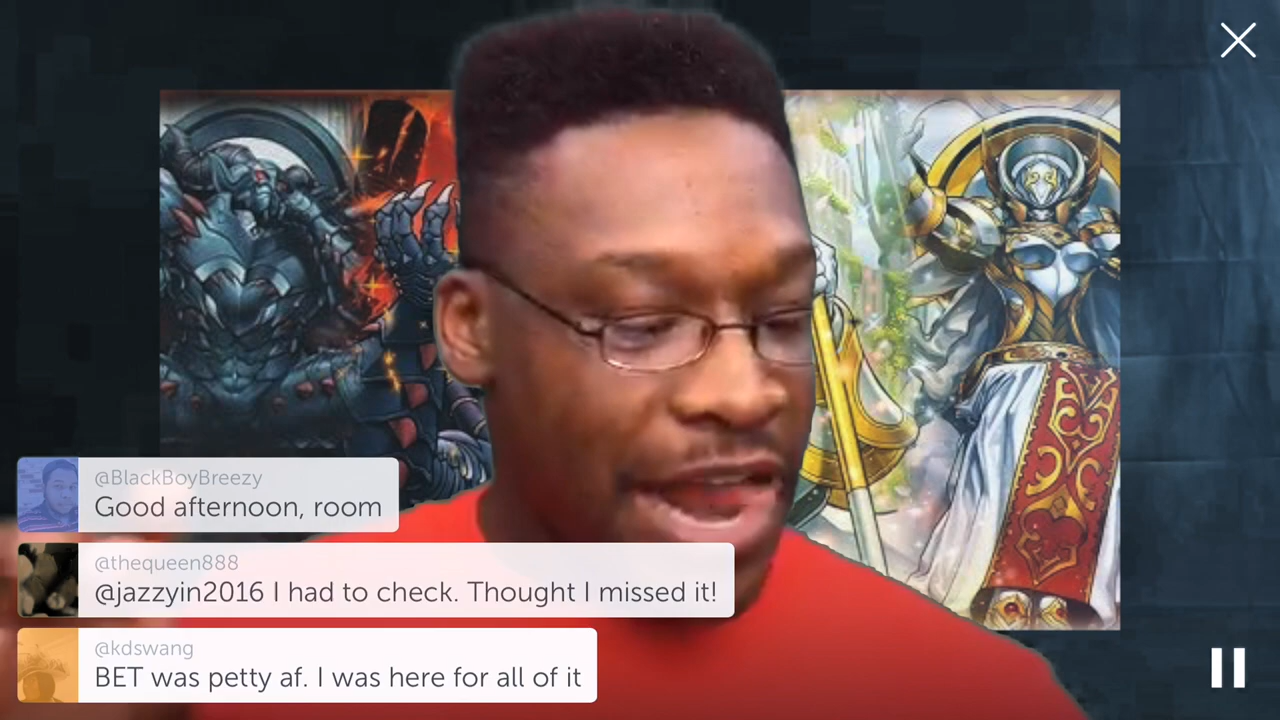 @BlackBoyBreezy
Good afternoon, room
@thequeen888
@jazzyin2016 I had to check. Thought I missed it!
@kdswang
BET was petty af. I was here for all of it